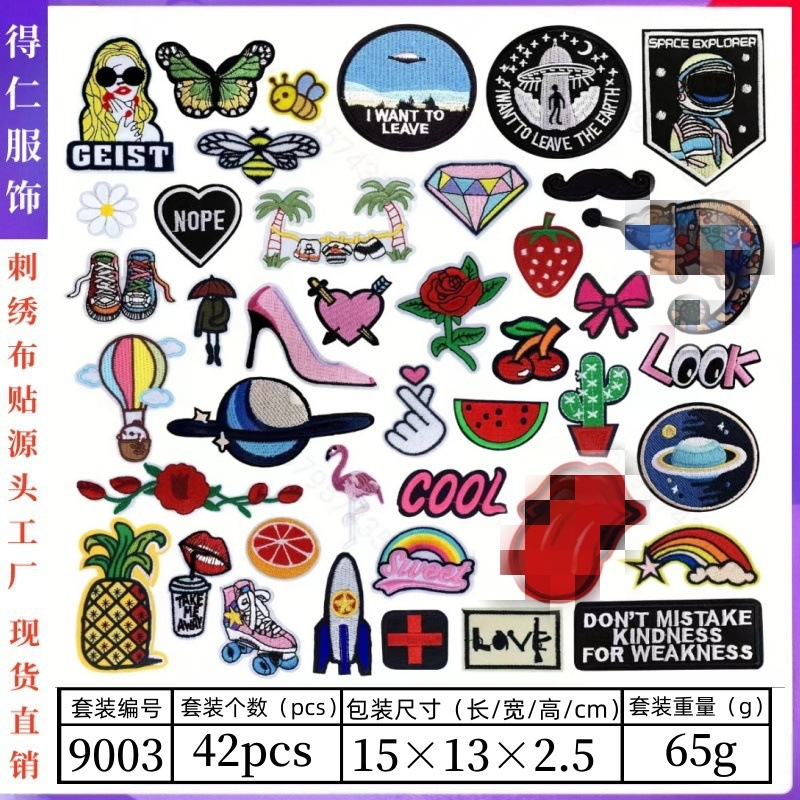 得仁服饰
刺绣布贴源头工厂 现货直销
GEIST
I WANT TO
LEAVE
I WANT TO LEAVE THE EARTH
SPACE EXPLORER
NOPE
LOOK
COOL
Sweet
TAKE
ME
AWAY
LOVE
DON'T MISTAKE
KINDNESS
FOR WEAKNESS
套装编号 套装个数(pcs) 包装尺寸(长/宽/高/cm) 套装重量(g)
9003 42pcs 15×13×2.5 65g